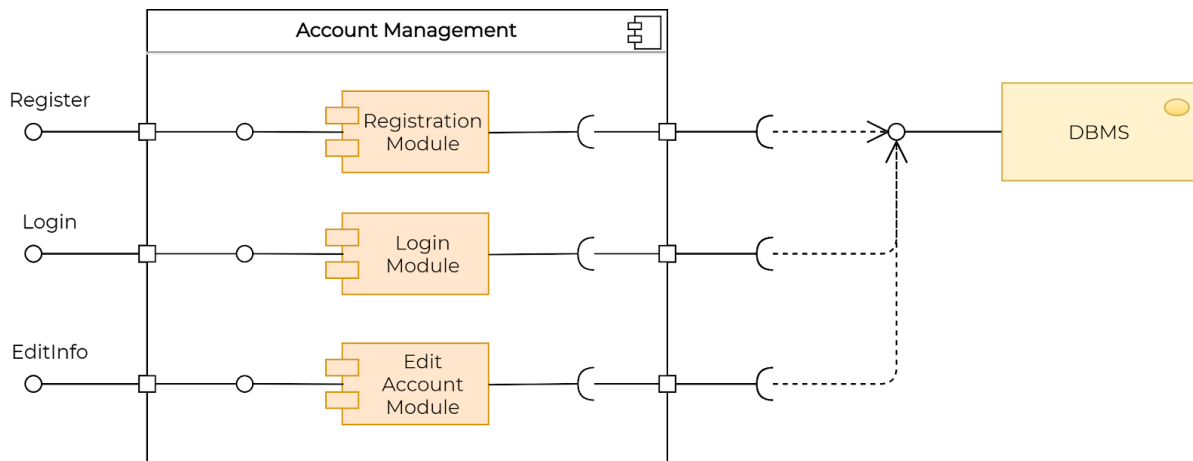 Account Management
Register
Registration
Module
DBMS
Login
Login
Module
EditInfo
Edit
Account
Module